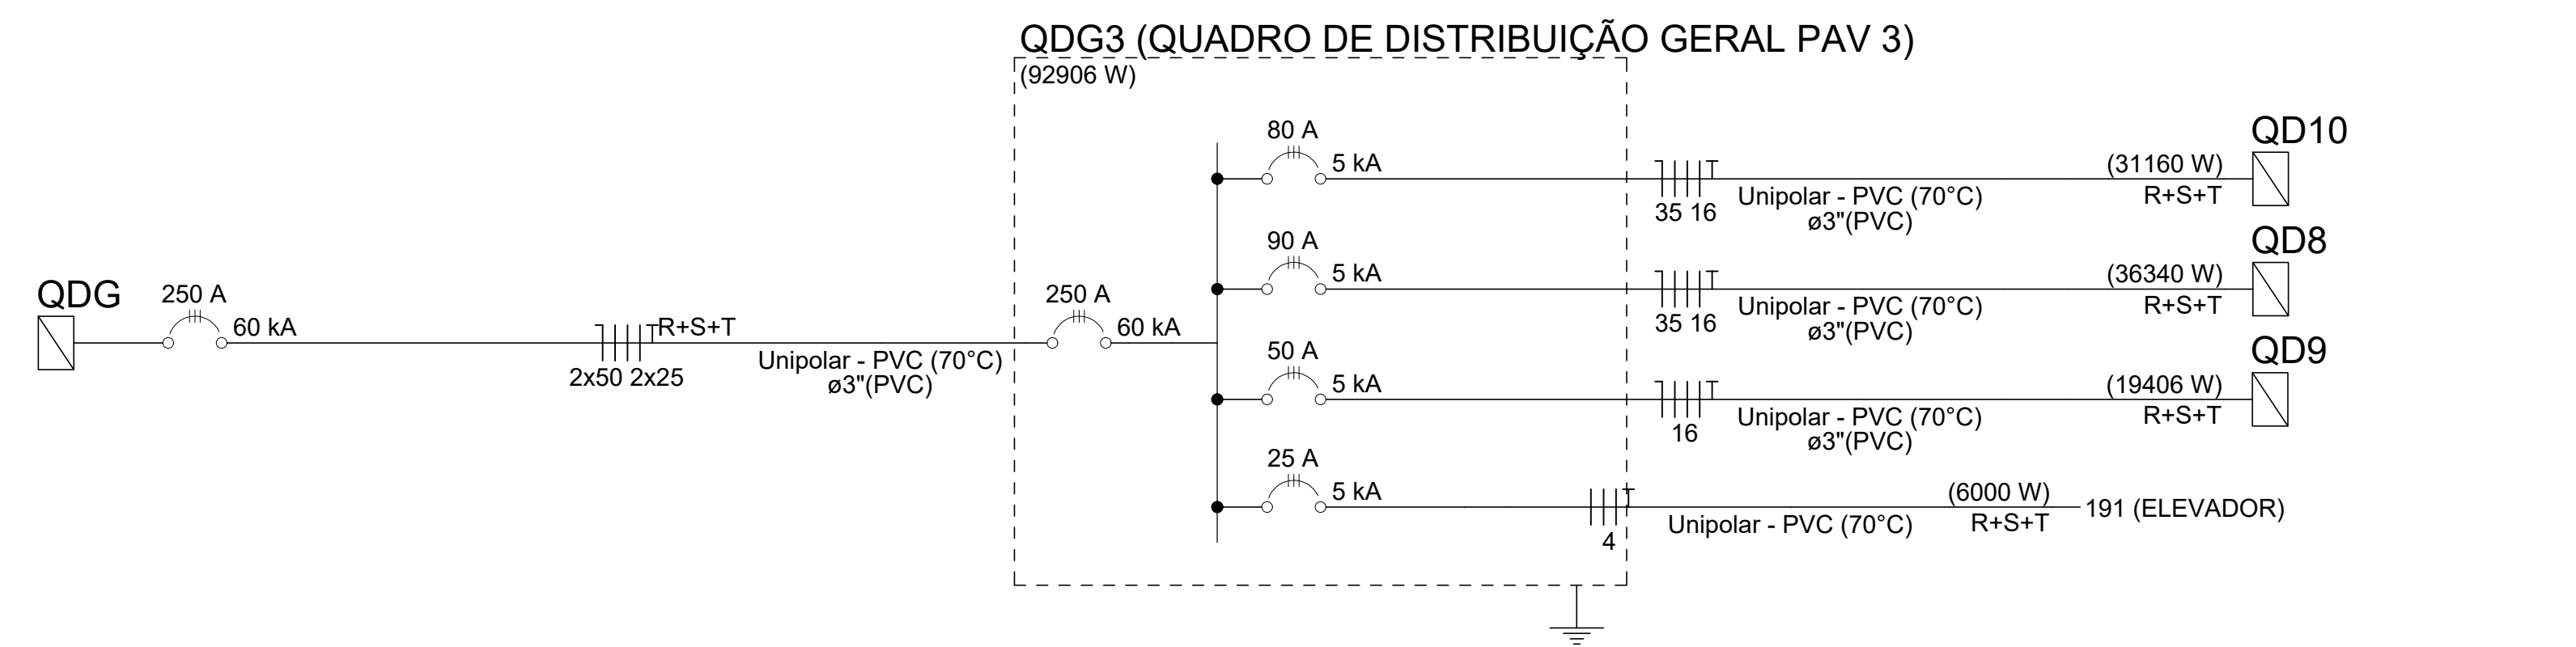 QDG3 (QUADRO DE DISTRIBUIÇÃO GERAL PAV 3)
(92906 W)
QDG
250 A
60 kA
R+S+T
2x50 2x25
Unipolar - PVC (70°C)
ø3"(PVC)
250 A
60 kA
80 A
5 kA
35 16
Unipolar - PVC (70°C)
ø3"(PVC)
(31160 W)
R+S+T
QD10
90 A
5 kA
35 16
Unipolar - PVC (70°C)
ø3"(PVC)
(36340 W)
R+S+T
QD8
50 A
5 kA
16
Unipolar - PVC (70°C)
ø3"(PVC)
(19406 W)
R+S+T
QD9
25 A
5 kA
4
Unipolar - PVC (70°C)
(6000 W)
R+S+T
191 (ELEVADOR)